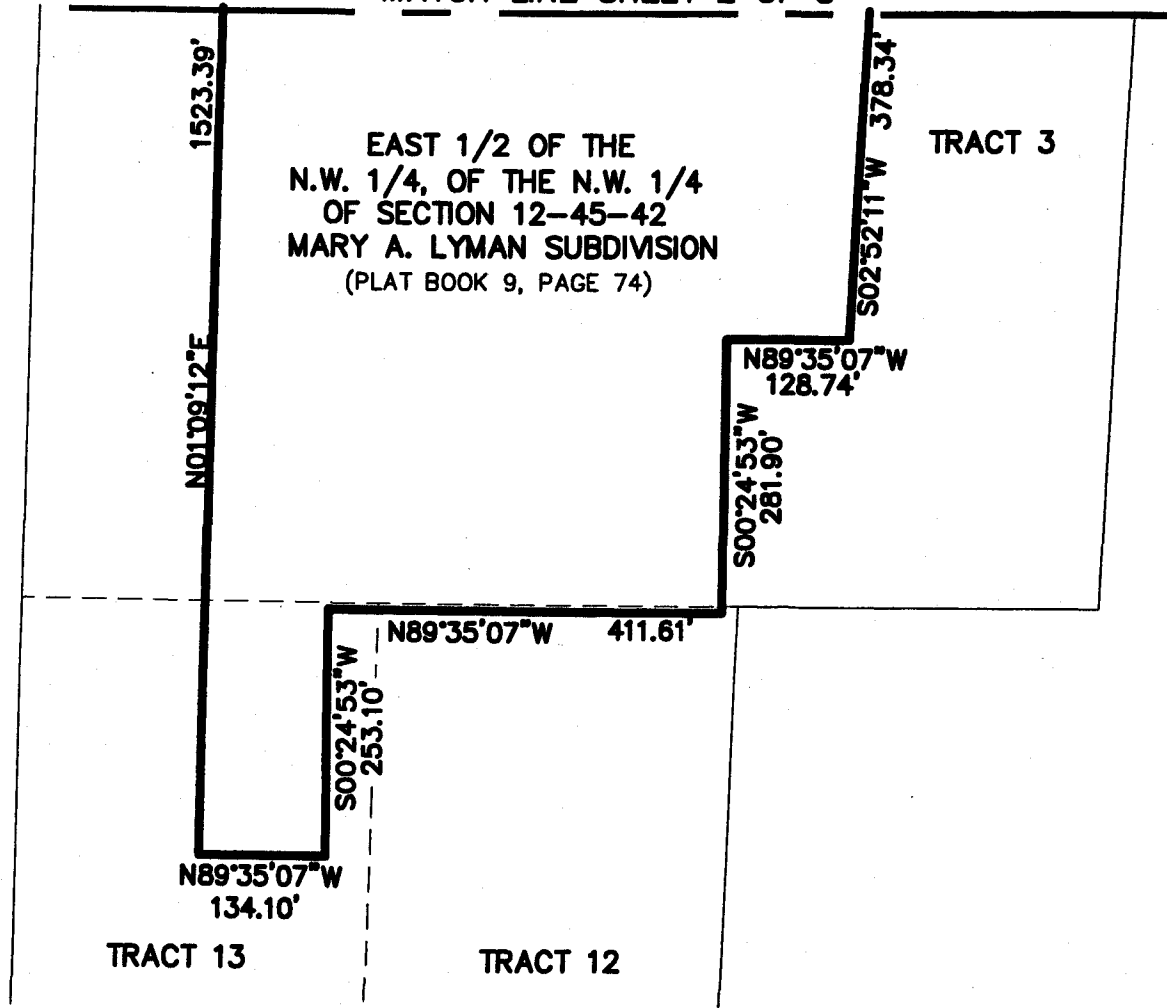 1523.39'
378.34'
TRACT 3
EAST 1/2 OF THE
N.W. 1/4, OF THE N.W. 1/4
OF SECTION 12-45-42
MARY A. LYMAN SUBDIVISION
(PLAT BOOK 9, PAGE 74)
S02°52'11"W
N89°35'07"W
128.74'
N01°09'12"E
S00°24'53"W
281.90'
N89°35'07"W 411.61'
S00°24'53"W
253.10'
N89°35'07"W
134.10'
TRACT 13
TRACT 12